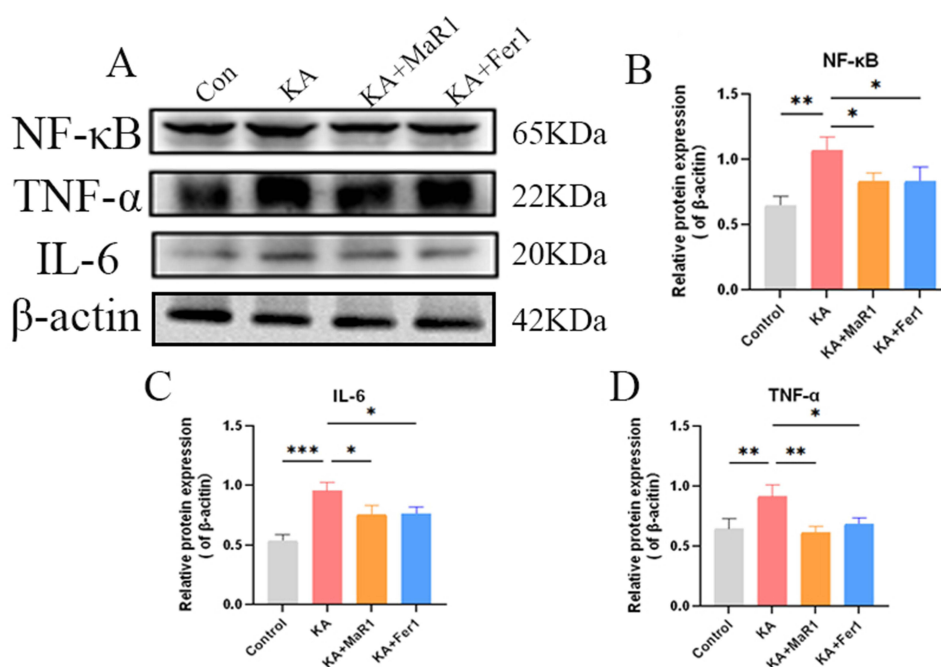 A
Con
KA
KA+MaR1
KA+Fer1
NF-κB
65KDa
TNF-α
22KDa
IL-6
20KDa
β-actin
42KDa
B
NF-κB
Relative protein expression
( of β-acitin)
1.5
1.0
0.5
0.0
**
*
*
Control
KA
KA+MaR1
KA+Fer1
C
IL-6
Relative protein expression
( of β-acitin)
1.5
1.0
0.5
0.0
***
*
*
Control
KA
KA+MaR1
KA+Fer1
D
TNF-α
Relative protein expression
( of β-acitin)
1.5
1.0
0.5
0.0
**
**
*
Control
KA
KA+MaR1
KA+Fer1